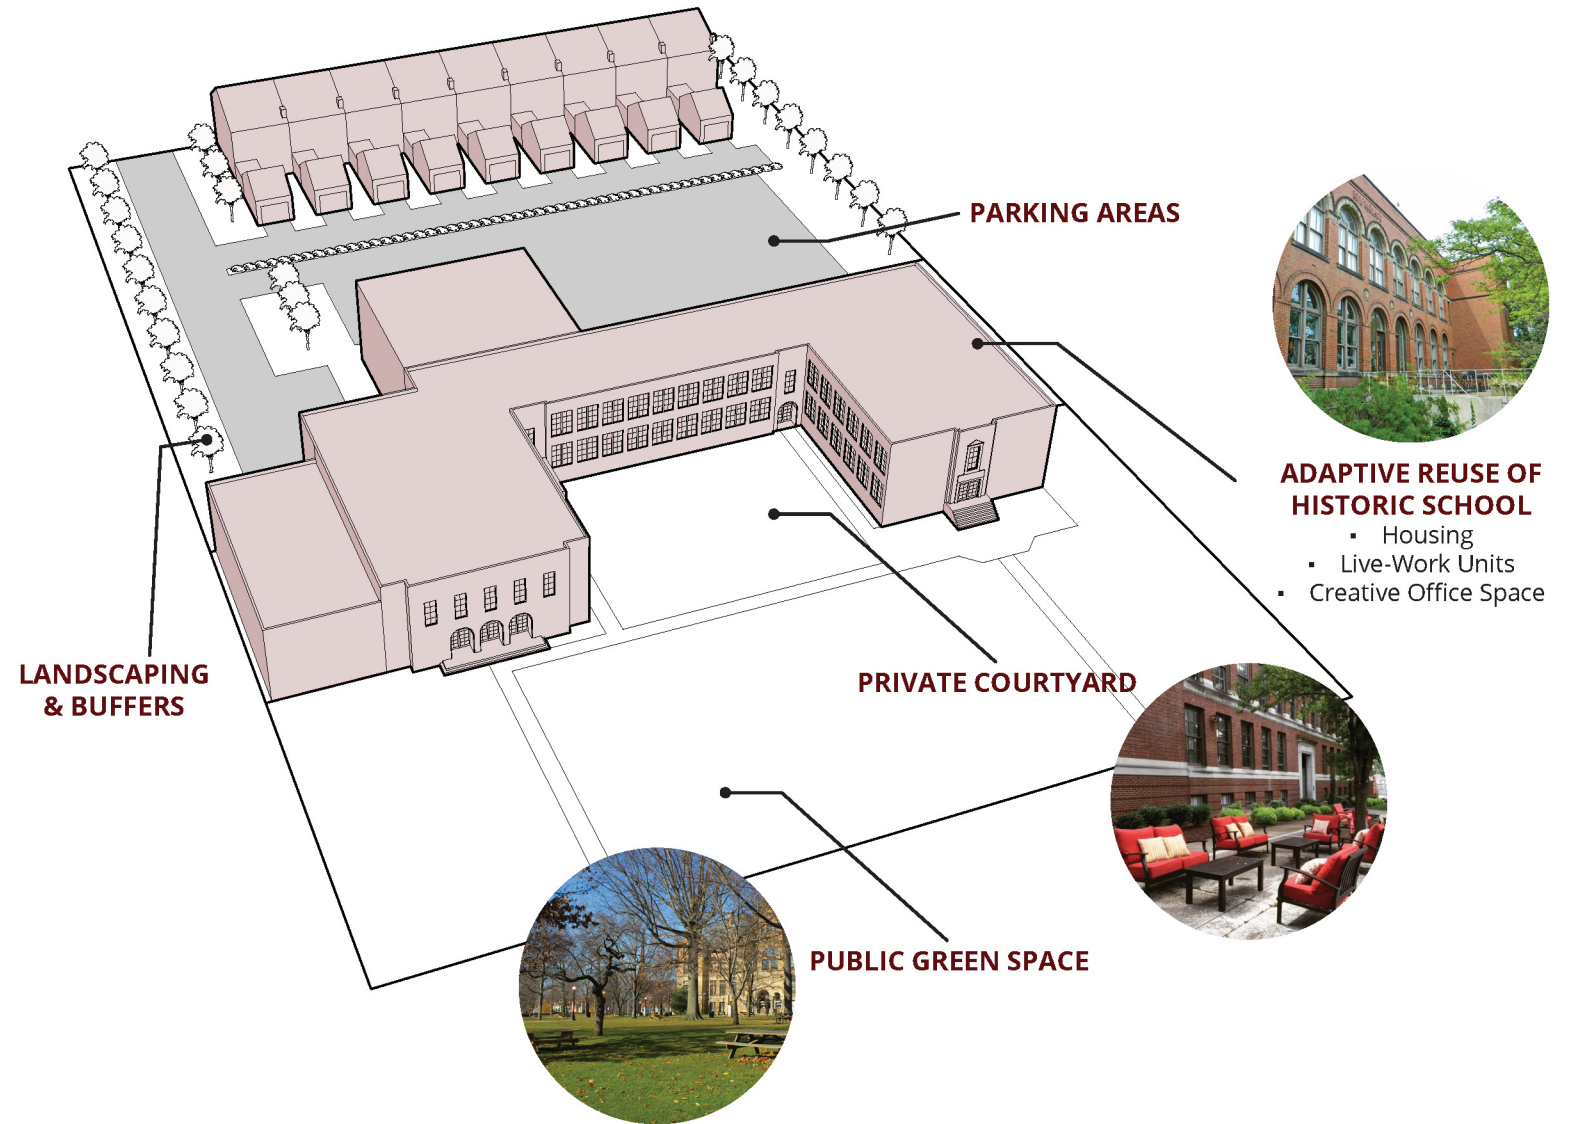 PARKING AREAS
ADAPTIVE REUSE OF
HISTORIC SCHOOL
▪ Housing
▪ Live-Work Units
▪ Creative Office Space
LANDSCAPING
& BUFFERS
PRIVATE COURTYARD
PUBLIC GREEN SPACE